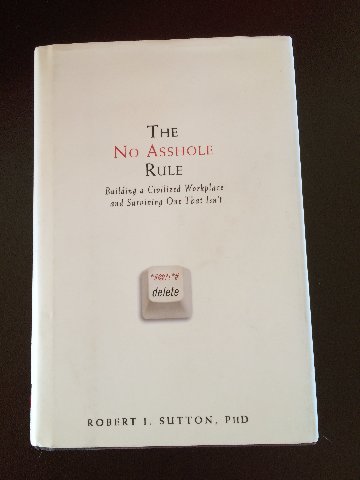 THE
NO ASSHOLE
RULE
Building a Civilized Workplace
and Surviving One That Isn't
delete
ROBERT I. SUTTON, PHD